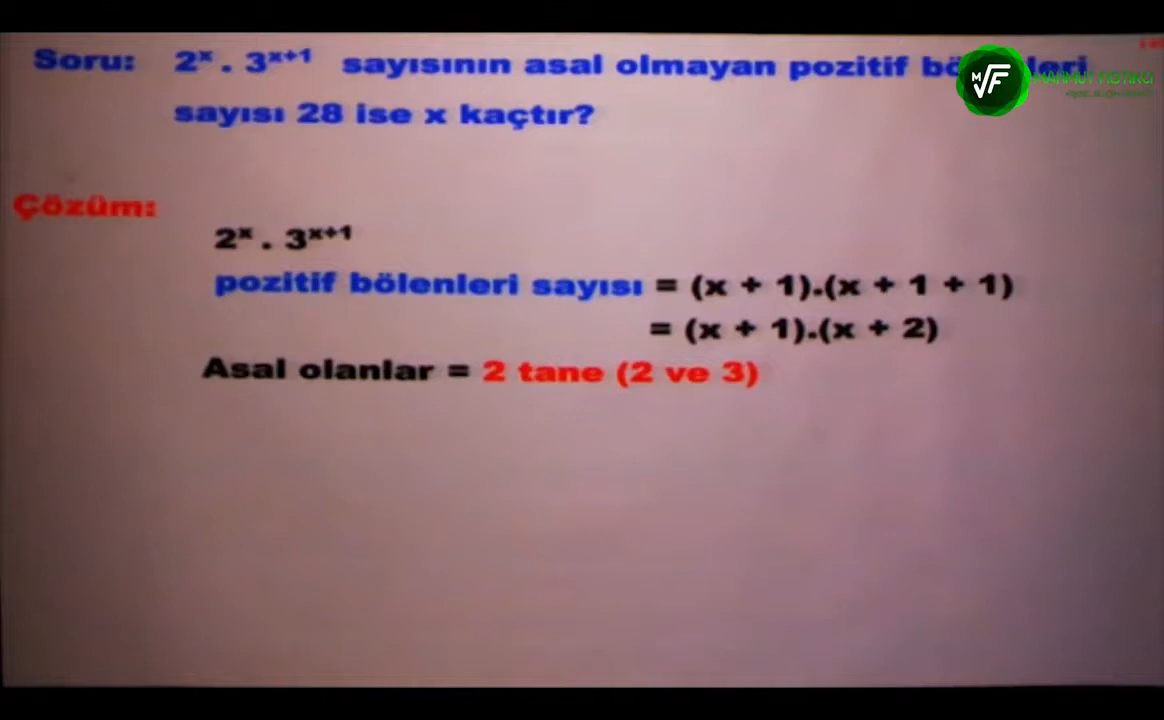 Soru: 2ˣ . 3ˣ⁺¹ sayısının asal olmayan pozitif
sayısı 28 ise x kaçtır?
Çözüm:
2ˣ . 3ˣ⁺¹
pozitif bölenleri sayısı = (x + 1).(x + 1 + 1)
= (x + 1).(x + 2)
Asal olanlar = 2 tane (2 ve 3)
M√F
MAHMUT